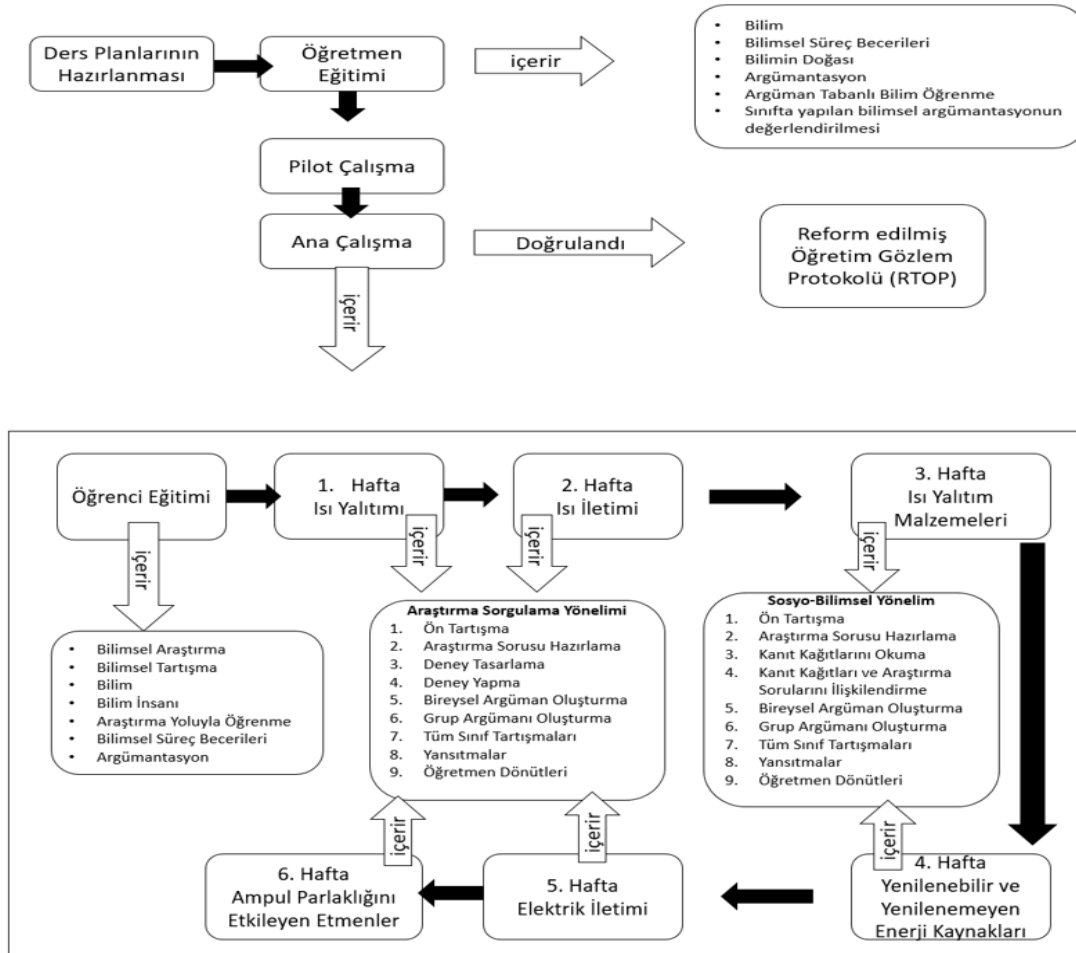 Ders Planlarının
Hazırlanması
Öğretmen
Eğitimi
içerir
• Bilim
• Bilimsel Süreç Becerileri
• Bilimin Doğası
• Argümantasyon
• Argüman Tabanlı Bilim Öğrenme
• Sınıfta yapılan bilimsel argümantasyonun
değerlendirilmesi
Pilot Çalışma
Ana Çalışma
Doğrulandı
Reform edilmiş
Öğretim Gözlem
Protokolü (RTOP)
içerir
Öğrenci Eğitimi
1. Hafta
Isı Yalıtımı
2. Hafta
Isı İletimi
3. Hafta
Isı Yalıtım
Malzemeleri
içerir
içerir
içerir
içerir
• Bilimsel Araştırma
• Bilimsel Tartışma
• Bilim
• Bilim İnsanı
• Araştırma Yoluyla Öğrenme
• Bilimsel Süreç Becerileri
• Argümantasyon
Araştırma Sorgulama Yönelimi
1. Ön Tartışma
2. Araştırma Sorusu Hazırlama
3. Deney Tasarlama
4. Deney Yapma
5. Bireysel Argüman Oluşturma
6. Grup Argümanı Oluşturma
7. Tüm Sınıf Tartışmaları
8. Yansıtmalar
9. Öğretmen Dönütleri
Sosyo-Bilimsel Yönelim
1. Ön Tartışma
2. Araştırma Sorusu Hazırlama
3. Kanıt Kağıtlarını Okuma
4. Kanıt Kağıtları ve Araştırma
Sorularını İlişkilendirme
5. Bireysel Argüman Oluşturma
6. Grup Argümanı Oluşturma
7. Tüm Sınıf Tartışmaları
8. Yansıtmalar
9. Öğretmen Dönütleri
içerir
içerir
içerir
6. Hafta
Ampul Parlaklığını
Etkileyen Etmenler
5. Hafta
Elektrik İletimi
4. Hafta
Yenilenebilir ve
Yenilenemeyen
Enerji Kaynakları